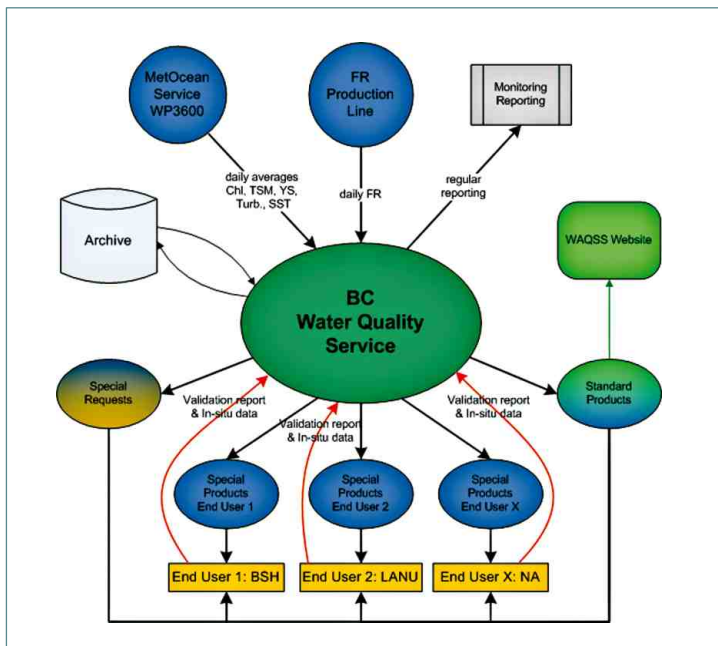 MetOcean
Service
WP3600
FR
Production
Line
Monitoring
Reporting
daily averages
Chl, TSM, YS,
Turb., SST
daily FR
regular
reporting
Archive
WAQSS Website
BC
Water Quality
Service
Special
Requests
Standard
Products
Validation report
& In-situ data
Validation report
& In-situ data
Validation report
& In-situ data
Special
Products
End User 1
Special
Products
End User 2
Special
Products
End User X
End User 1: BSH
End User 2: LANU
End User X: NA